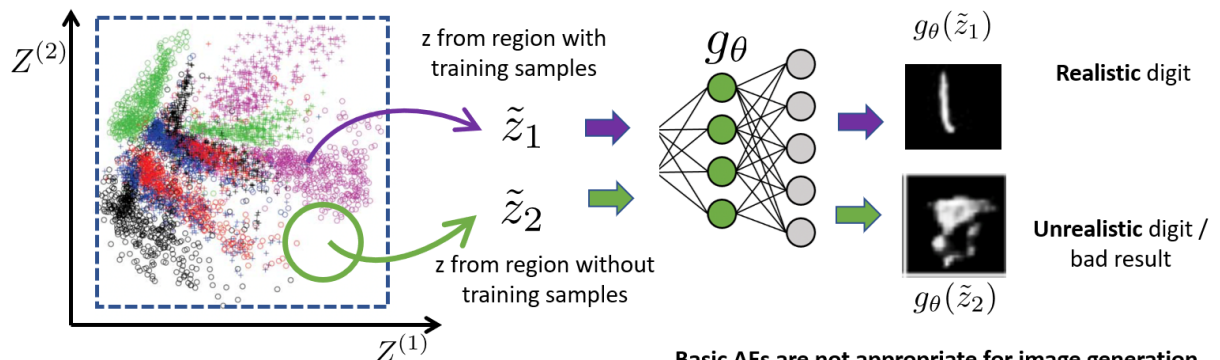 Z^{(2)}
z from region with
training samples
g_θ
g_θ(z̃_1)
Realistic digit
z̃_1
z̃_2
z from region without
training samples
Unrealistic digit /
bad result
g_θ(z̃_2)
Z^{(1)}
Basic AEs are not appropriate for image generation